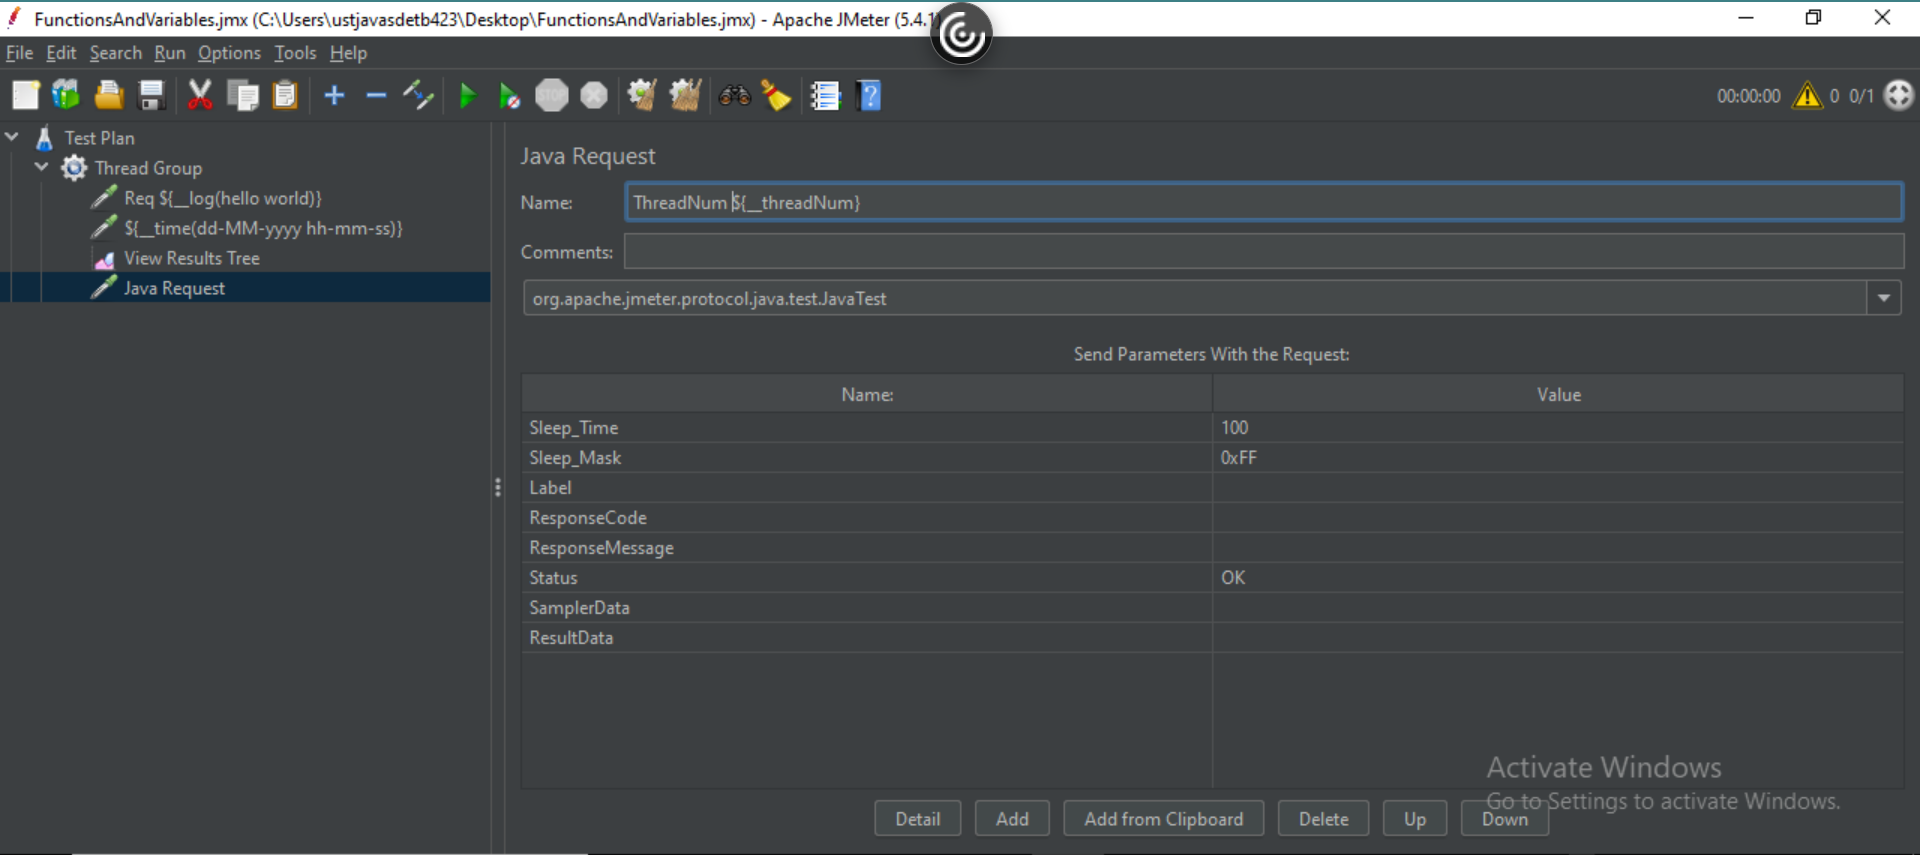 FunctionsAndVariables.jmx (C:\Users\ustjavasdetb423\Desktop\FunctionsAndVariables.jmx) - Apache JMeter (5.4.1)
File Edit Search Run Options Tools Help
STOP
?
00:00:00 0 0/1
Test Plan
Thread Group
Req ${__log(hello world)}
${__time(dd-MM-yyyy hh-mm-ss)}
View Results Tree
Java Request
Java Request
Name: ThreadNum ${__threadNum}
Comments:
org.apache.jmeter.protocol.java.test.JavaTest
Send Parameters With the Request:
Name: Value
Sleep_Time 100
Sleep_Mask 0xFF
Label
ResponseCode
ResponseMessage
Status OK
SamplerData
ResultData
Activate Windows
Go to Settings to activate Windows.
Detail Add Add from Clipboard Delete Up Down